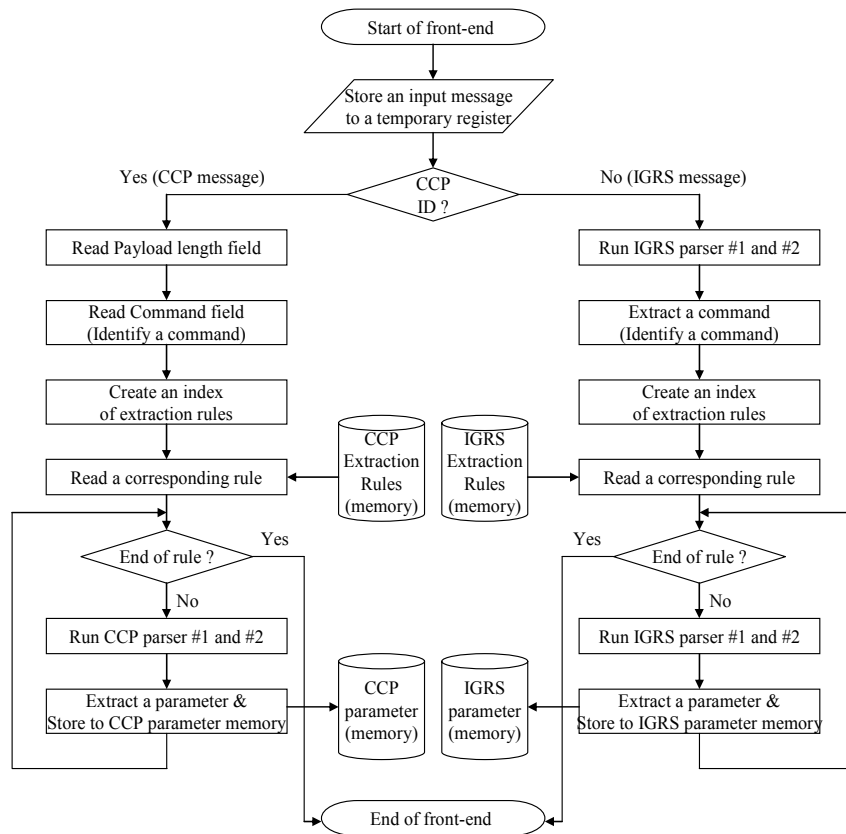 Start of front-end
Store an input message
to a temporary register
Yes (CCP message)
CCP
ID ?
No (IGRS message)
Read Payload length field
Run IGRS parser #1 and #2
Read Command field
(Identify a command)
Extract a command
(Identify a command)
Create an index
of extraction rules
Create an index
of extraction rules
CCP
Extraction
Rules
(memory)
IGRS
Extraction
Rules
(memory)
Read a corresponding rule
Read a corresponding rule
End of rule ?
Yes
Yes
End of rule ?
No
No
Run CCP parser #1 and #2
Run IGRS parser #1 and #2
Extract a parameter &
Store to CCP parameter memory
CCP
parameter
(memory)
IGRS
parameter
(memory)
Extract a parameter &
Store to IGRS parameter memory
End of front-end